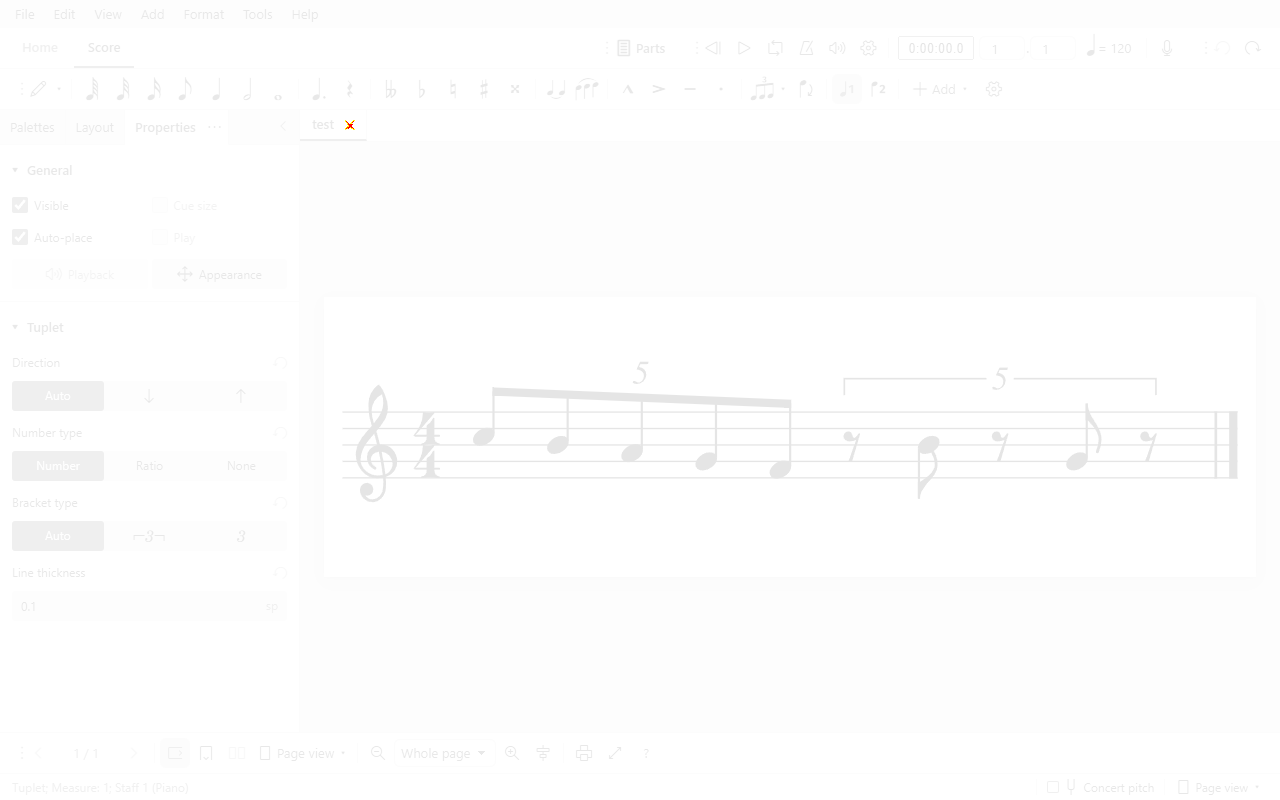 File Edit View Add Format Tools Help
Home Score Parts 0:00:00.0 1 . 1 = 120
Add
Palettes Layout Properties test
General
Visible Cue size
Auto-place Play
Playback Appearance
Tuplet
Direction
Auto
Number type
Number Ratio None
Bracket type
Auto 3 3
Line thickness
0.1 sp
5 5
1 / 1 Page view Whole page ?
Tuplet; Measure: 1; Staff 1 (Piano) Concert pitch Page view